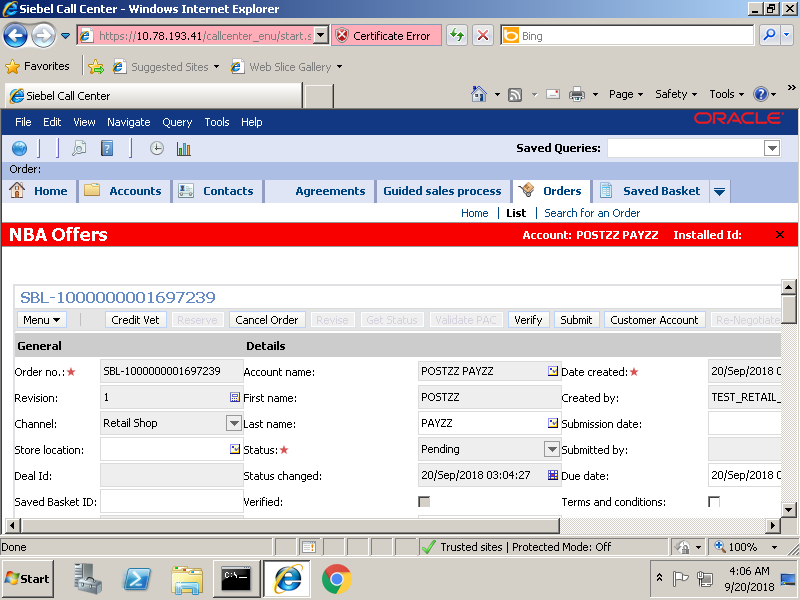 Siebel Call Center - Windows Internet Explorer
https://10.78.193.41/callcenter_enu/start.s
Certificate Error
Bing
Favorites
Suggested Sites
Web Slice Gallery
Siebel Call Center
Page
Safety
Tools
»
File Edit View Navigate Query Tools Help
ORACLE
Saved Queries:
Order:
Home
Accounts
Contacts
Agreements
Guided sales process
Orders
Saved Basket
Home | List | Search for an Order
NBA Offers
Account: POSTZZ PAYZZ Installed Id:
SBL-1000000001697239
Menu
Credit Vet
Reserve
Cancel Order
Revise
Get Status
Validate PAC
Verify
Submit
Customer Account
Re-Negotiate
General
Details
Order no.:* SBL-1000000001697239 Account name: POSTZZ PAYZZ Date created:* 20/Sep/2018 0
Revision: 1 First name: POSTZZ Created by: TEST_RETAIL_
Channel: Retail Shop Last name: PAYZZ Submission date:
Store location: Status:* Pending Submitted by:
Deal Id: Status changed: 20/Sep/2018 03:04:27 Due date: 20/Sep/2018 0
Saved Basket ID: Verified: Terms and conditions:
Done
Trusted sites | Protected Mode: Off
100%
Start
C:\_
4:06 AM
9/20/2018